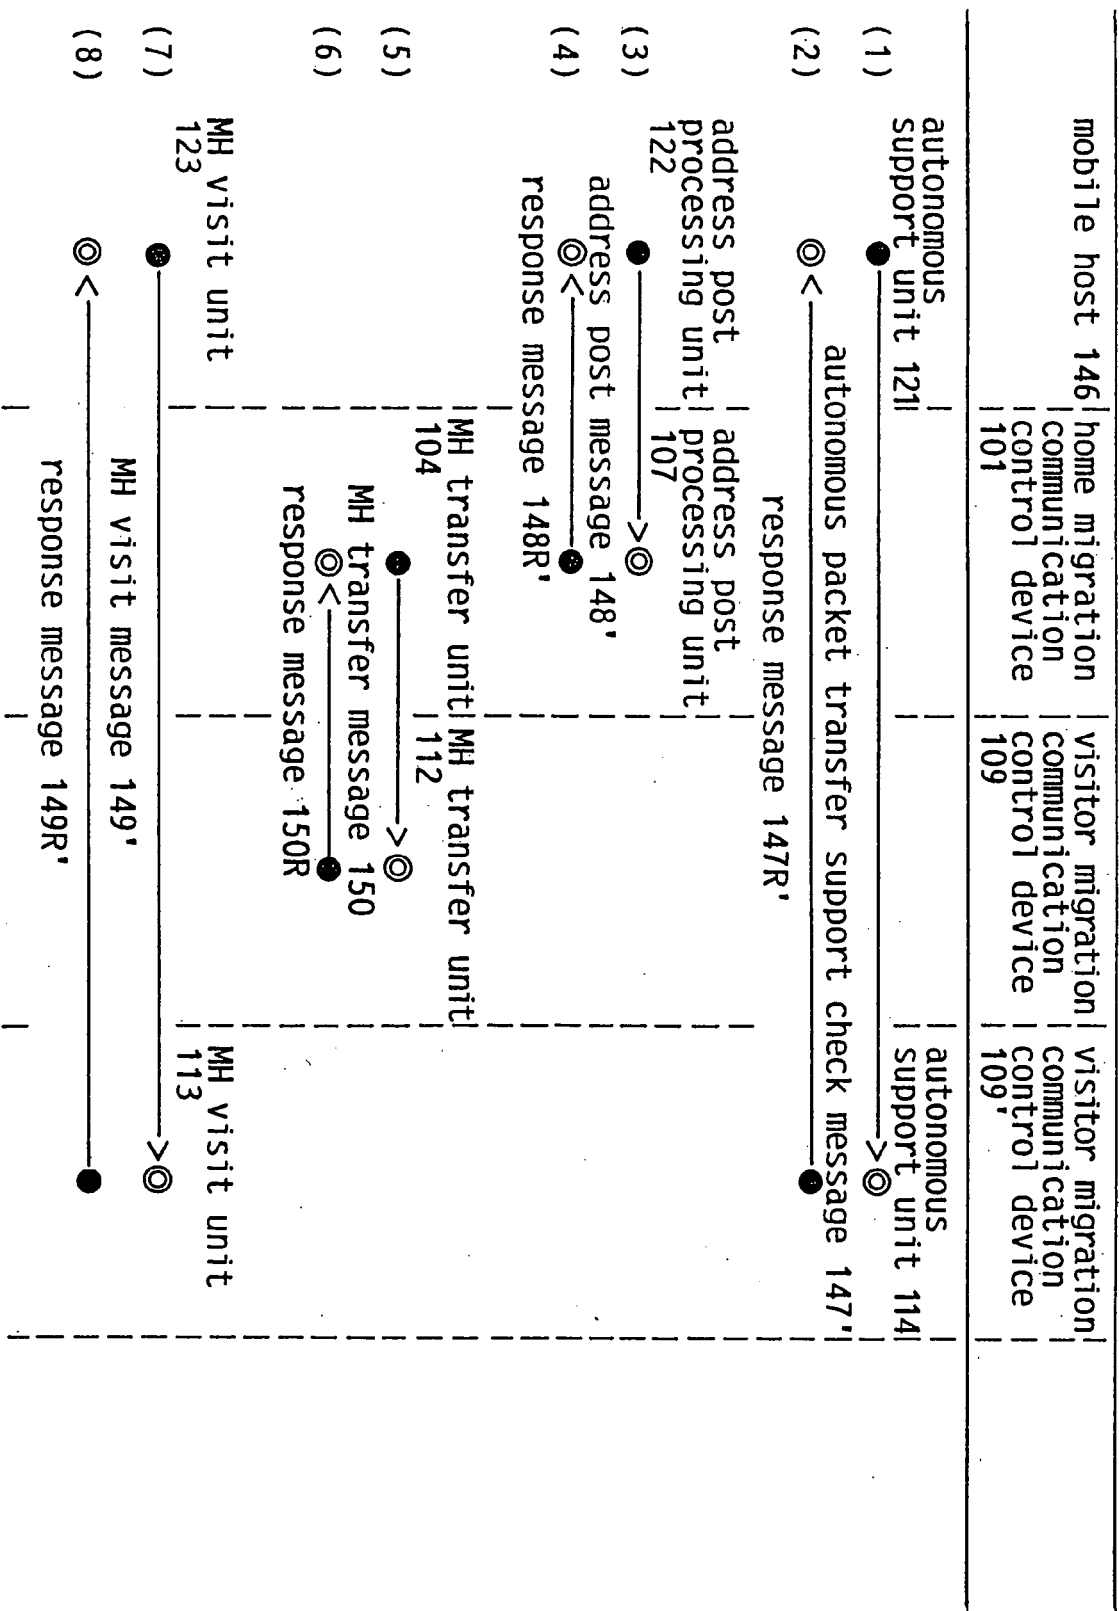 mobile host 146
home migration
communication
control device
101
visitor migration
communication
control device
109
visitor migration
communication
control device
109'
autonomous
support unit 121
autonomous
support unit 114
(1)
autonomous packet transfer support check message 147'
(2)
response message 147R'
address post
processing unit
122
address post
processing unit
107
(3)
address post message 148'
(4)
response message 148R'
MH transfer unit
104
MH transfer unit
112
(5)
MH transfer message 150
(6)
response message 150R
MH visit unit
123
MH visit unit
113
(7)
MH visit message 149'
(8)
response message 149R'